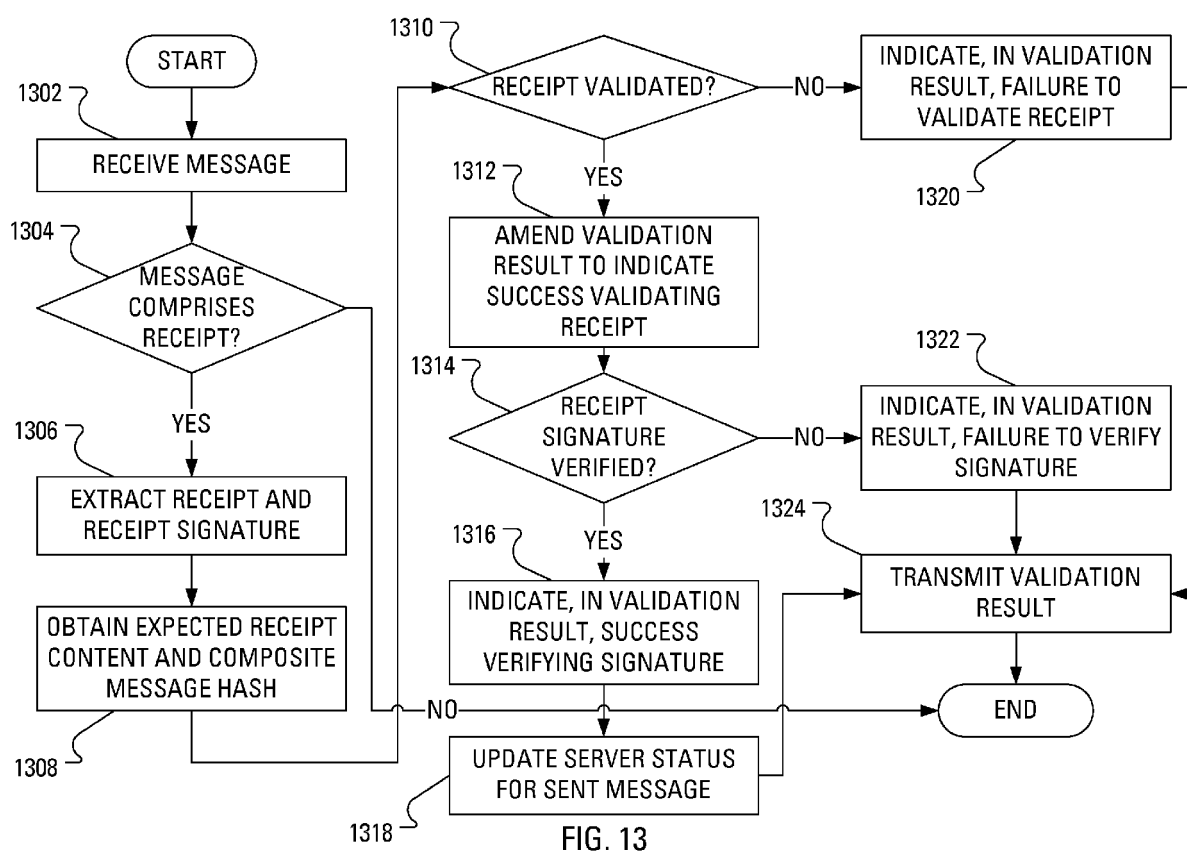 START
1302
RECEIVE MESSAGE
1304
MESSAGE
COMPRISES
RECEIPT?
YES
1306
EXTRACT RECEIPT AND
RECEIPT SIGNATURE
OBTAIN EXPECTED RECEIPT
CONTENT AND COMPOSITE
MESSAGE HASH
1308
NO
1310
RECEIPT VALIDATED?
NO
YES
1312
AMEND VALIDATION
RESULT TO INDICATE
SUCCESS VALIDATING
RECEIPT
1314
RECEIPT
SIGNATURE
VERIFIED?
NO
YES
1316
INDICATE, IN VALIDATION
RESULT, SUCCESS
VERIFYING SIGNATURE
UPDATE SERVER STATUS
FOR SENT MESSAGE
1318
INDICATE, IN VALIDATION
RESULT, FAILURE TO
VALIDATE RECEIPT
1320
1322
INDICATE, IN VALIDATION
RESULT, FAILURE TO VERIFY
SIGNATURE
1324
TRANSMIT VALIDATION
RESULT
END
FIG. 13